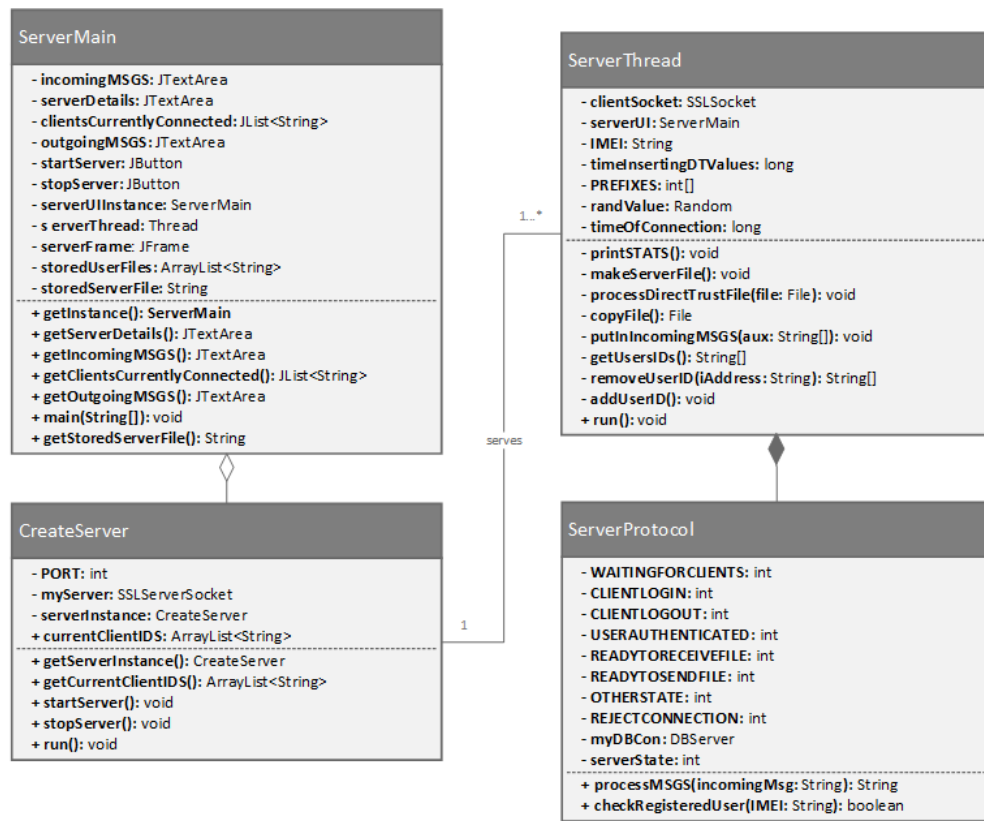 ServerMain
- incomingMSGS: JTextArea
- serverDetails: JTextArea
- clientsCurrentlyConnected: JList<String>
- outgoingMSGS: JTextArea
- startServer: JButton
- stopServer: JButton
- serverUIInstance: ServerMain
- s erverThread: Thread
- serverFrame: JFrame
- storedUserFiles: ArrayList<String>
- storedServerFile: String
+ getInstance(): ServerMain
+ getServerDetails(): JTextArea
+ getIncomingMSGS(): JTextArea
+ getClientsCurrentlyConnected(): JList<String>
+ getOutgoingMSGS(): JTextArea
+ main(String[]): void
+ getStoredServerFile(): String
CreateServer
- PORT: int
- myServer: SSLServerSocket
- serverInstance: CreateServer
+ currentClientIDS: ArrayList<String>
+ getServerInstance(): CreateServer
+ getCurrentClientIDS(): ArrayList<String>
+ startServer(): void
+ stopServer(): void
+ run(): void
1...*
serves
1
ServerThread
- clientSocket: SSLSocket
- serverUI: ServerMain
- IMEI: String
- timeInsertingDTValues: long
- PREFIXES: int[]
- randValue: Random
- timeOfConnection: long
- printSTATS(): void
- makeServerFile(): void
- processDirectTrustFile(file: File): void
- copyFile(): File
- putInIncomingMSGS(aux: String[]): void
- getUsersIDs(): String[]
- removeUserID(iAddress: String): String[]
- addUserID(): void
+ run(): void
ServerProtocol
- WAITINGFORCLIENTS: int
- CLIENTLOGIN: int
- CLIENTLOGOUT: int
- USERAUTHENTICATED: int
- READYTORECEIVEFILE: int
- READYTOSENDFILE: int
- OTHERSTATE: int
- REJECTCONNECTION: int
- myDBCon: DBServer
- serverState: int
+ processMSGS(incomingMsg: String): String
+ checkRegisteredUser(IMEI: String): boolean